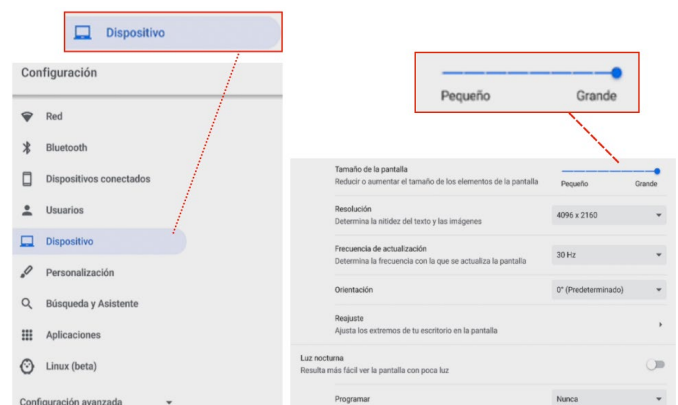 Dispositivo
Configuración
Red
Bluetooth
Dispositivos conectados
Usuarios
Dispositivo
Personalización
Búsqueda y Asistente
Aplicaciones
Linux (beta)
Configuración avanzada
Pequeño Grande
Tamaño de la pantalla
Reducir o aumentar el tamaño de los elementos de la pantalla
Pequeño Grande
Resolución
Determina la nitidez del texto y las imágenes
4096 x 2160
Frecuencia de actualización
Determina la frecuencia con la que se actualiza la pantalla
30 Hz
Orientación
0° (Predeterminado)
Reajuste
Ajusta los extremos de tu escritorio en la pantalla
Luz nocturna
Resulta más fácil ver la pantalla con poca luz
Programar
Nunca